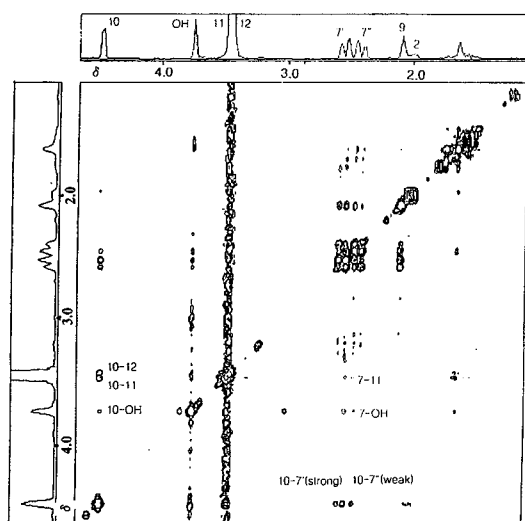 10 OH 11 12 7' 7" 9 2
δ 4.0 3.0 2.0
2.0
3.0
10-12
10-11 7-11
10-OH 7-OH
4.0
10-7'(strong) 10-7"(weak)
δ